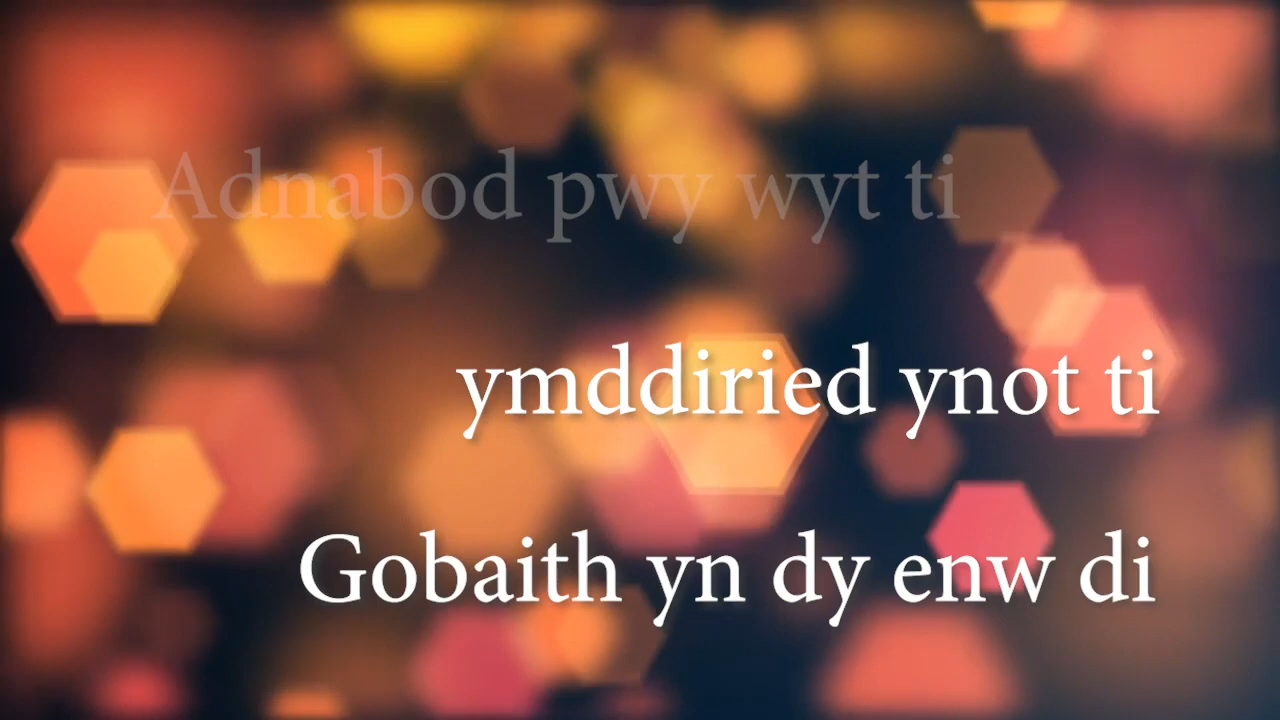 Adnabod pwy wyt ti
ymddiried ynot ti
Gobaith yn dy enw di